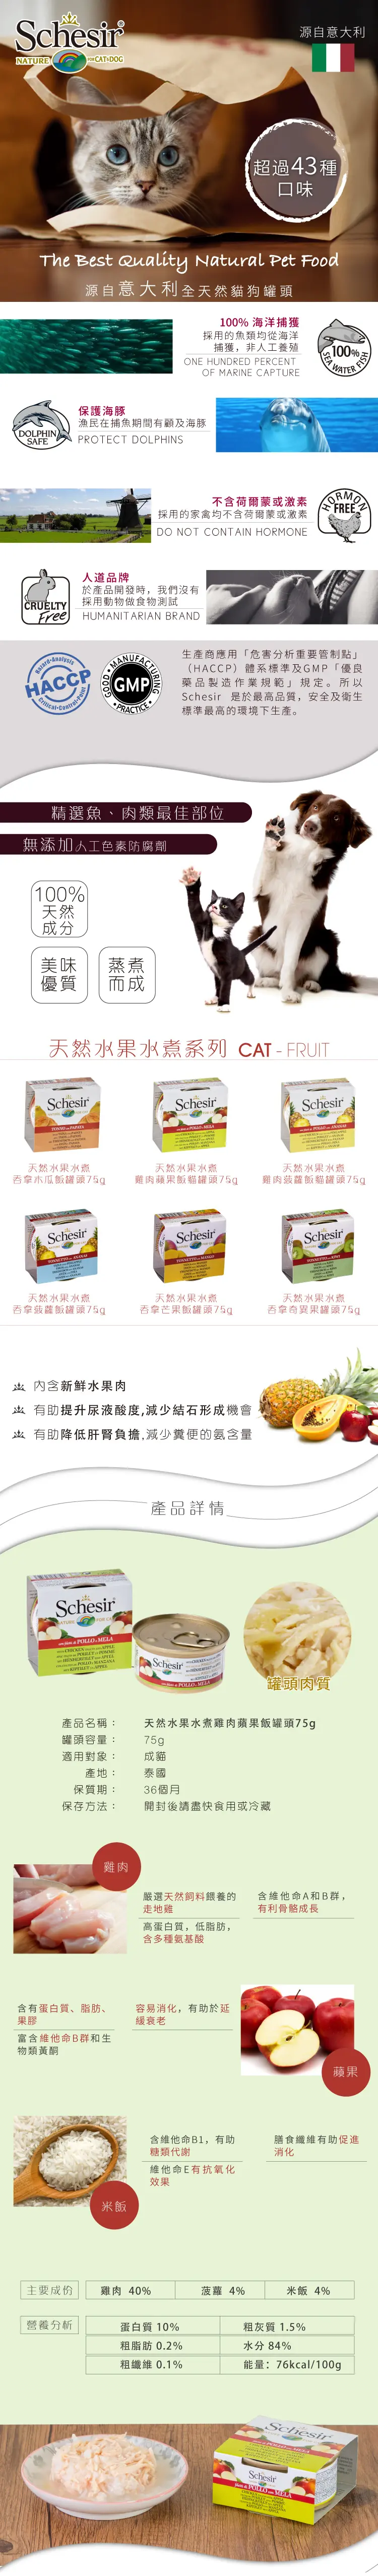 Schesir®
NATURE FOR CAT&DOG
源自意大利
超過43種
口味
The Best Quality Natural Pet Food
源自意大利全天然貓狗罐頭
100% 海洋捕獲
採用的魚類均從海洋
捕獲，非人工養殖
ONE HUNDRED PERCENT
OF MARINE CAPTURE
100%
SEA WATER FISH
DOLPHIN
SAFE
保護海豚
漁民在捕魚期間有顧及海豚
PROTECT DOLPHINS
不含荷爾蒙或激素
採用的家禽均不含荷爾蒙或激素
DO NOT CONTAIN HORMONE
HORMON
FREE
CRUELTY
Free
人道品牌
於產品開發時，我們沒有
採用動物做食物測試
HUMANITARIAN BRAND
Hazard-Analysis
HACCP
Critical-Control-Point
GOOD MANUFACTURING
GMP
PRACTICE
生產商應用「危害分析重要管制點」
（HACCP）體系標準及GMP「優良
藥品製造作業規範」規定。所以
Schesir 是於最高品質，安全及衛生
標準最高的環境下生產。
精選魚、肉類最佳部位
無添加人工色素防腐劑
100%
天然
成分
美味
優質
蒸煮
而成
天然水果水煮系列 CAT - FRUIT
Schesir
Schesir
Schesir
天然水果水煮
吞拿木瓜飯罐頭75g
天然水果水煮
雞肉蘋果飯貓罐頭75g
天然水果水煮
雞肉菠蘿飯貓罐頭75g
Schesir
Schesir
Schesir
天然水果水煮
吞拿菠蘿飯罐頭75g
天然水果水煮
吞拿芒果飯罐頭75g
天然水果水煮
吞拿奇異果罐頭75g
內含新鮮水果肉
有助提升尿液酸度,減少結石形成機會
有助降低肝腎負擔,減少糞便的氨含量
產品詳情
Schesir
POLLO e MELA
Schesir
罐頭肉質
產品名稱： 天然水果水煮雞肉蘋果飯罐頭75g
罐頭容量： 75g
適用對象： 成貓
產地： 泰國
保質期： 36個月
保存方法： 開封後請盡快食用或冷藏
雞肉
嚴選天然飼料餵養的
走地雞
高蛋白質，低脂肪，
含多種氨基酸
含維他命A和B群，
有利骨骼成長
含有蛋白質、脂肪、
果膠
富含維他命B群和生
物類黃酮
容易消化，有助於延
緩衰老
蘋果
米飯
含維他命B1，有助
糖類代謝
維他命E有抗氧化
效果
膳食纖維有助促進
消化
主要成份 雞肉 40% 菠蘿 4% 米飯 4%
營養分析 蛋白質 10% 粗灰質 1.5%
粗脂肪 0.2% 水分 84%
粗纖維 0.1% 能量：76kcal/100g
Schesir
Schesir
POLLO e MELA